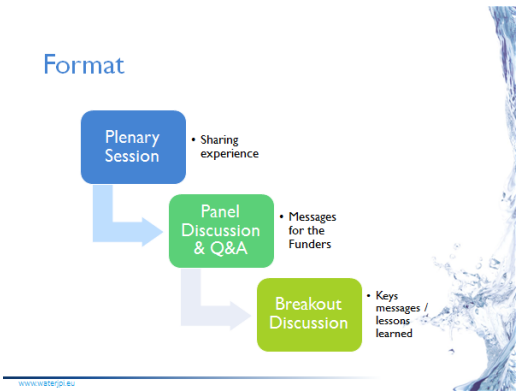 Format
Plenary
Session
• Sharing
experience
Panel
Discussion
& Q&A
• Messages
for the
Funders
Breakout
Discussion
• Keys
messages /
lessons
learned
www.waterjpi.eu